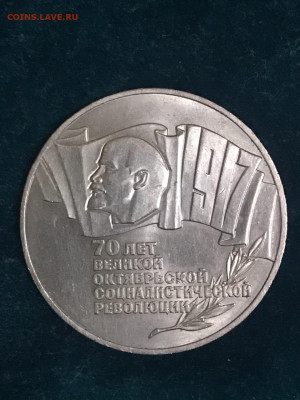 COINS.LAVE.RU
1917
70 ЛЕТ
ВЕЛИКОЙ
ОКТЯБРЬСКОЙ
СОЦИАЛИСТИЧЕСКОЙ
РЕВОЛЮЦИИ